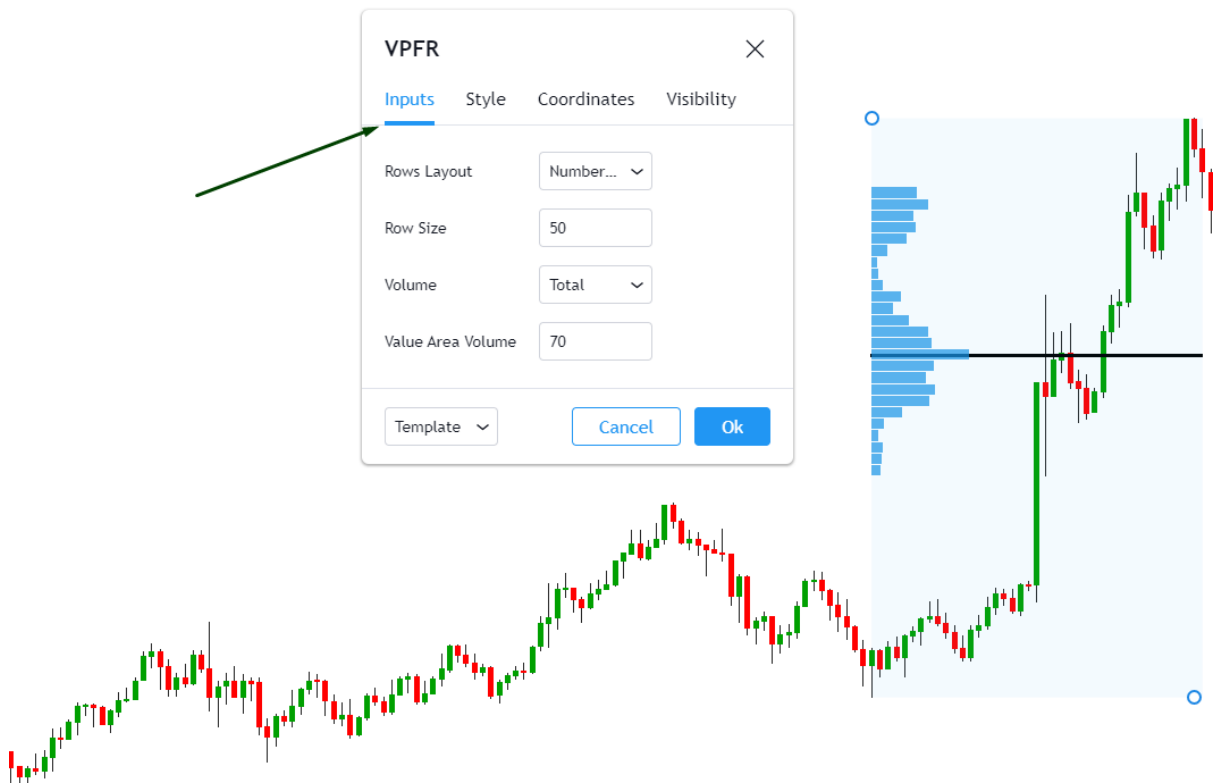 VPFR
Inputs Style Coordinates Visibility
Rows Layout Number...
Row Size 50
Volume Total
Value Area Volume 70
Template Cancel Ok